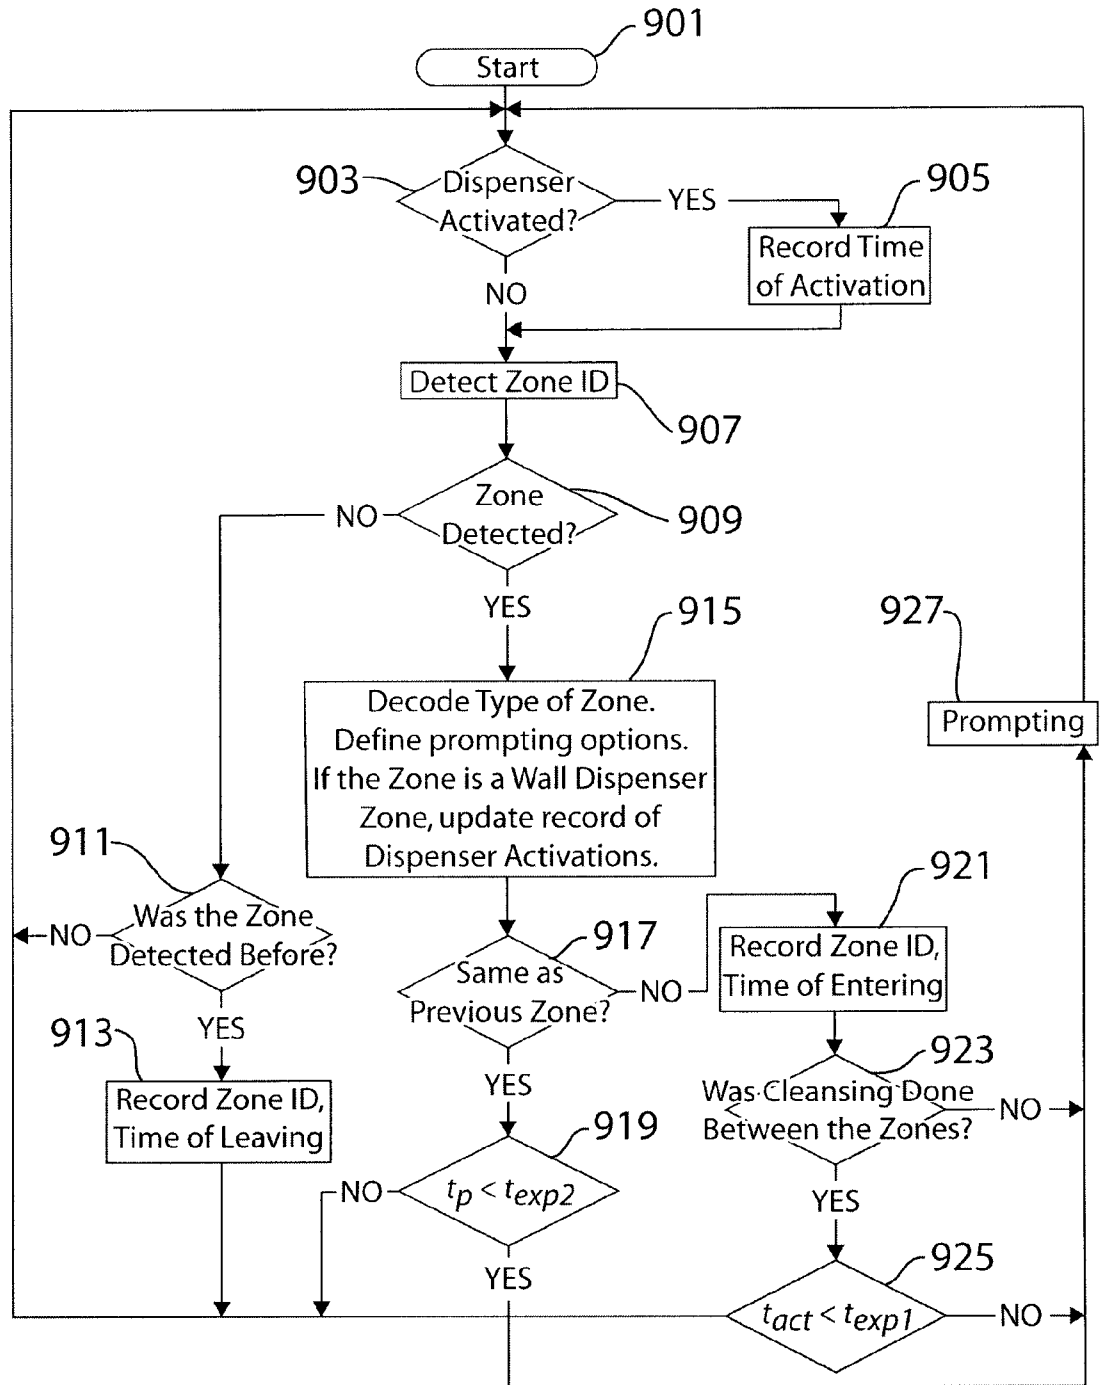 901
Start
903
Dispenser
Activated?
YES
905
Record Time
of Activation
NO
Detect Zone ID
907
Zone
Detected?
909
NO
YES
915
927
Decode Type of Zone.
Define prompting options.
If the Zone is a Wall Dispenser
Zone, update record of
Dispenser Activations.
Prompting
911
Was the Zone
Detected Before?
NO
YES
917
Same as
Previous Zone?
NO
921
Record Zone ID,
Time of Entering
913
Record Zone ID,
Time of Leaving
YES
923
Was Cleansing Done
Between the Zones?
NO
919
tp < texp2
NO
YES
YES
925
tact < texp1
NO